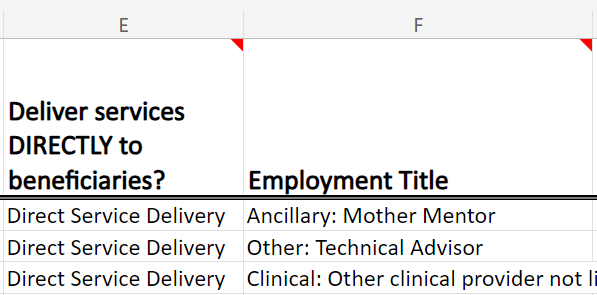 E F
Deliver services
DIRECTLY to
beneficiaries? Employment Title
Direct Service Delivery Ancillary: Mother Mentor
Direct Service Delivery Other: Technical Advisor
Direct Service Delivery Clinical: Other clinical provider not